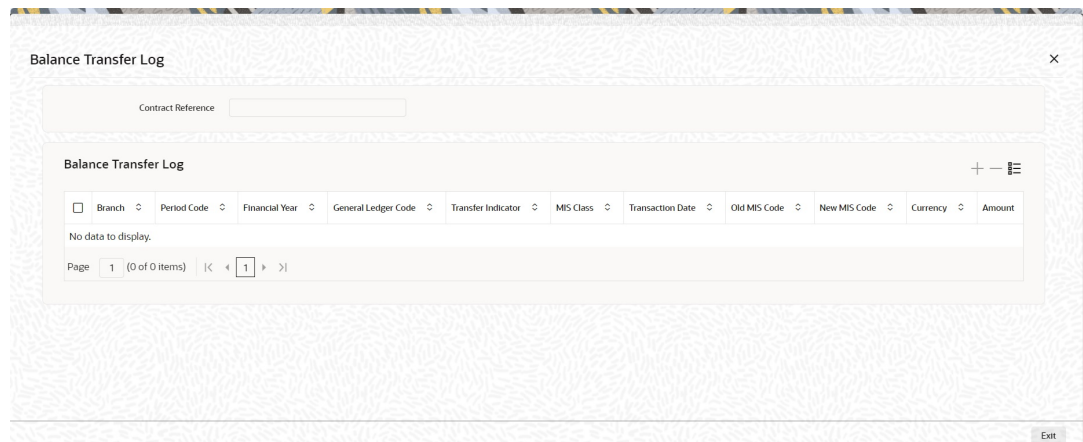 Balance Transfer Log
Contract Reference
Balance Transfer Log
Branch Period Code Financial Year General Ledger Code Transfer Indicator MIS Class Transaction Date Old MIS Code New MIS Code Currency Amount
No data to display.
Page 1 (0 of 0 items) 1
Exit